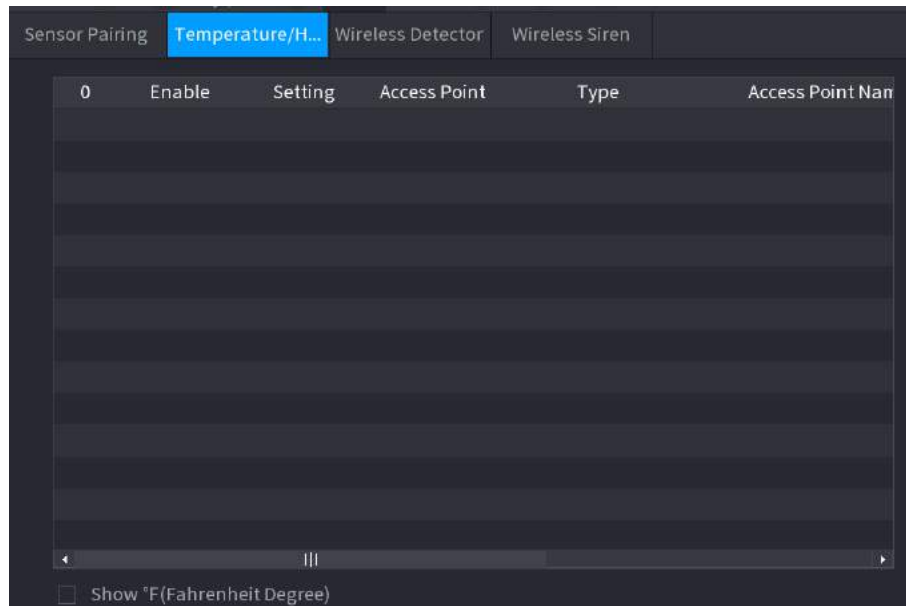 Sensor Pairing Temperature/H... Wireless Detector Wireless Siren
0 Enable Setting Access Point Type Access Point Nam
Show °F(Fahrenheit Degree)